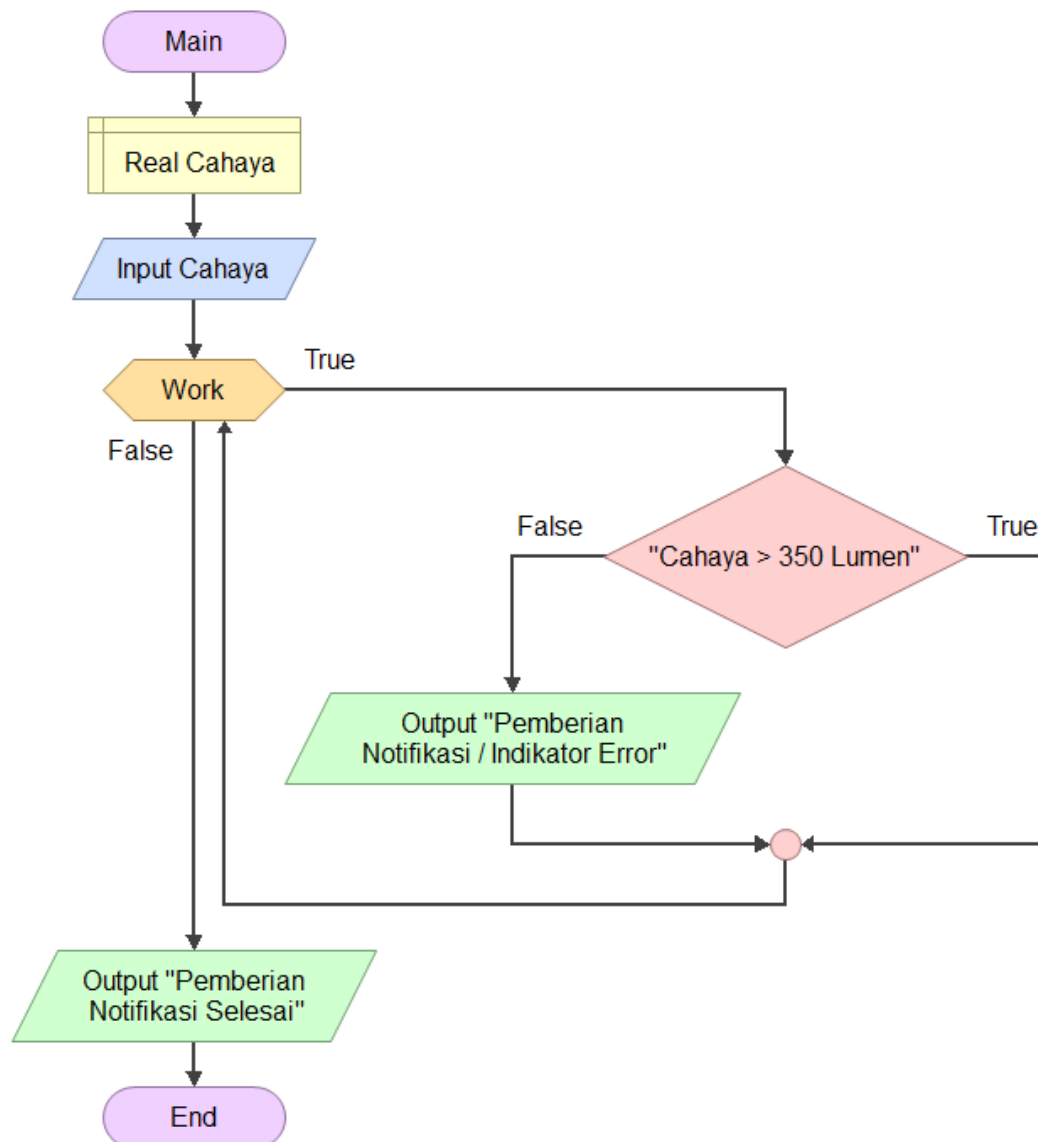 Main
Real Cahaya
Input Cahaya
Work
True
False
"Cahaya > 350 Lumen"
False
True
Output "Pemberian
Notifikasi / Indikator Error"
Output "Pemberian
Notifikasi Selesai"
End